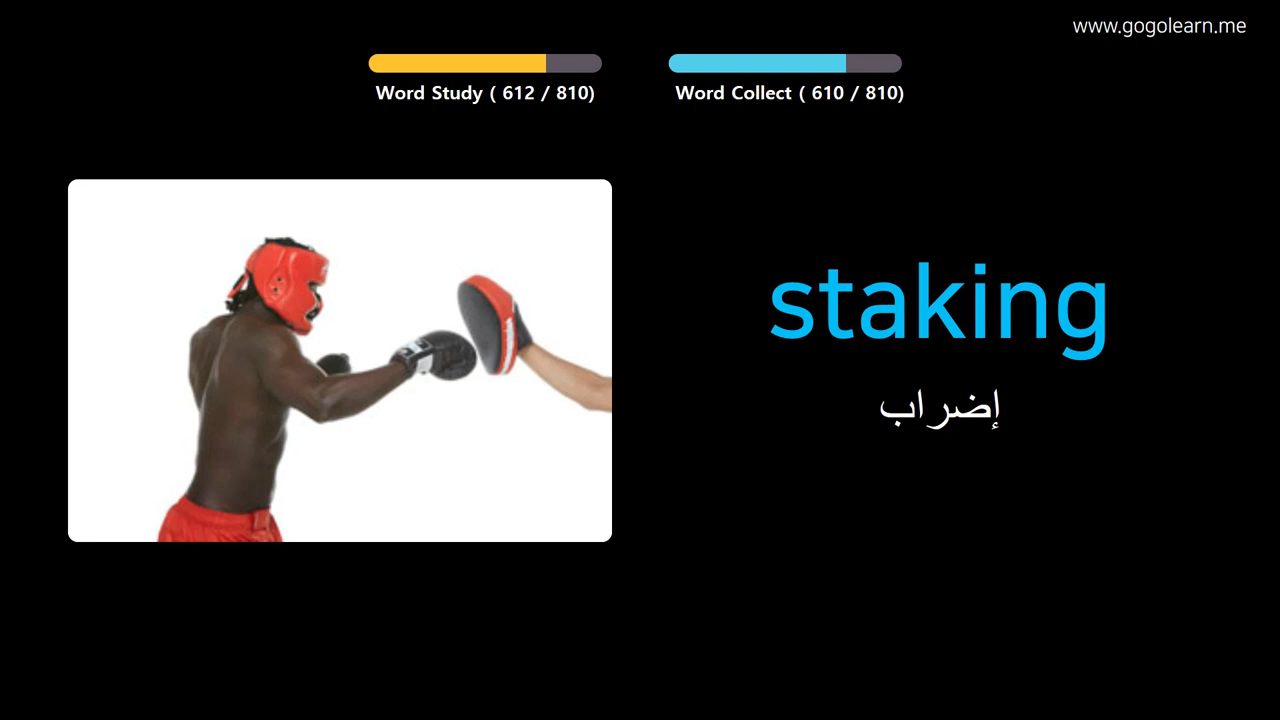 www.gogolearn.me
Word Study ( 612 / 810)
Word Collect ( 610 / 810)
staking
إضراب